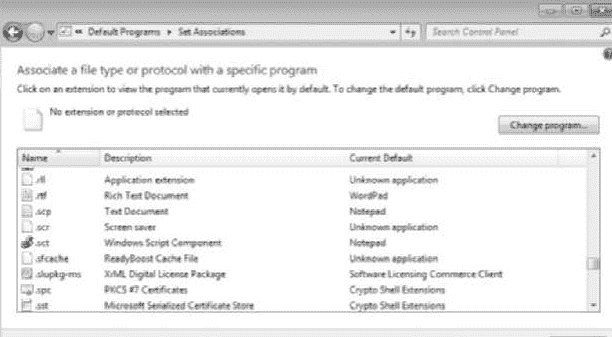 « Default Programs ▸ Set Associations
Search Control Panel
Associate a file type or protocol with a specific program
Click on an extension to view the program that currently opens it by default. To change the default program, click Change program.
No extension or protocol selected
Change program...
Name Description Current Default
.rll Application extension Unknown application
.rtf Rich Text Document WordPad
.scp Text Document Notepad
.scr Screen saver Unknown application
.sct Windows Script Component Notepad
.sfcache ReadyBoost Cache File Unknown application
.slupkg-ms XrML Digital License Package Software Licensing Commerce Client
.spc PKCS #7 Certificates Crypto Shell Extensions
.sst Microsoft Serialized Certificate Store Crypto Shell Extensions